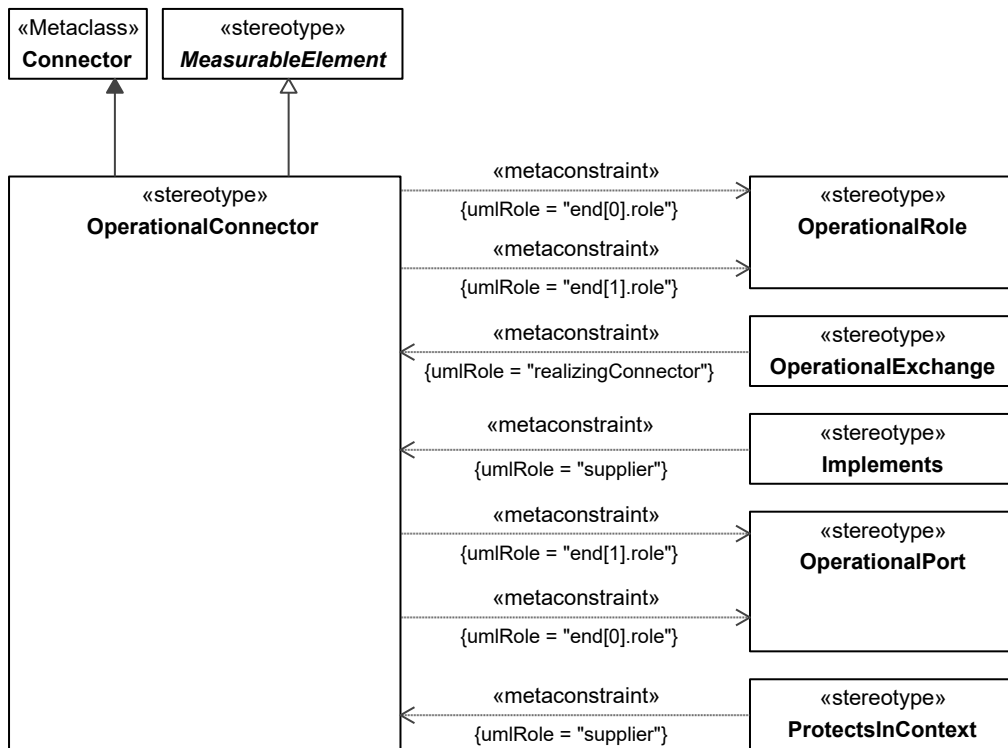 «Metaclass»
Connector
«stereotype»
MeasurableElement
«stereotype»
OperationalConnector
«metaconstraint»
{umlRole = "end[0].role"}
«metaconstraint»
{umlRole = "end[1].role"}
«stereotype»
OperationalRole
«metaconstraint»
{umlRole = "realizingConnector"}
«stereotype»
OperationalExchange
«metaconstraint»
{umlRole = "supplier"}
«stereotype»
Implements
«metaconstraint»
{umlRole = "end[1].role"}
«metaconstraint»
{umlRole = "end[0].role"}
«stereotype»
OperationalPort
«metaconstraint»
{umlRole = "supplier"}
«stereotype»
ProtectsInContext